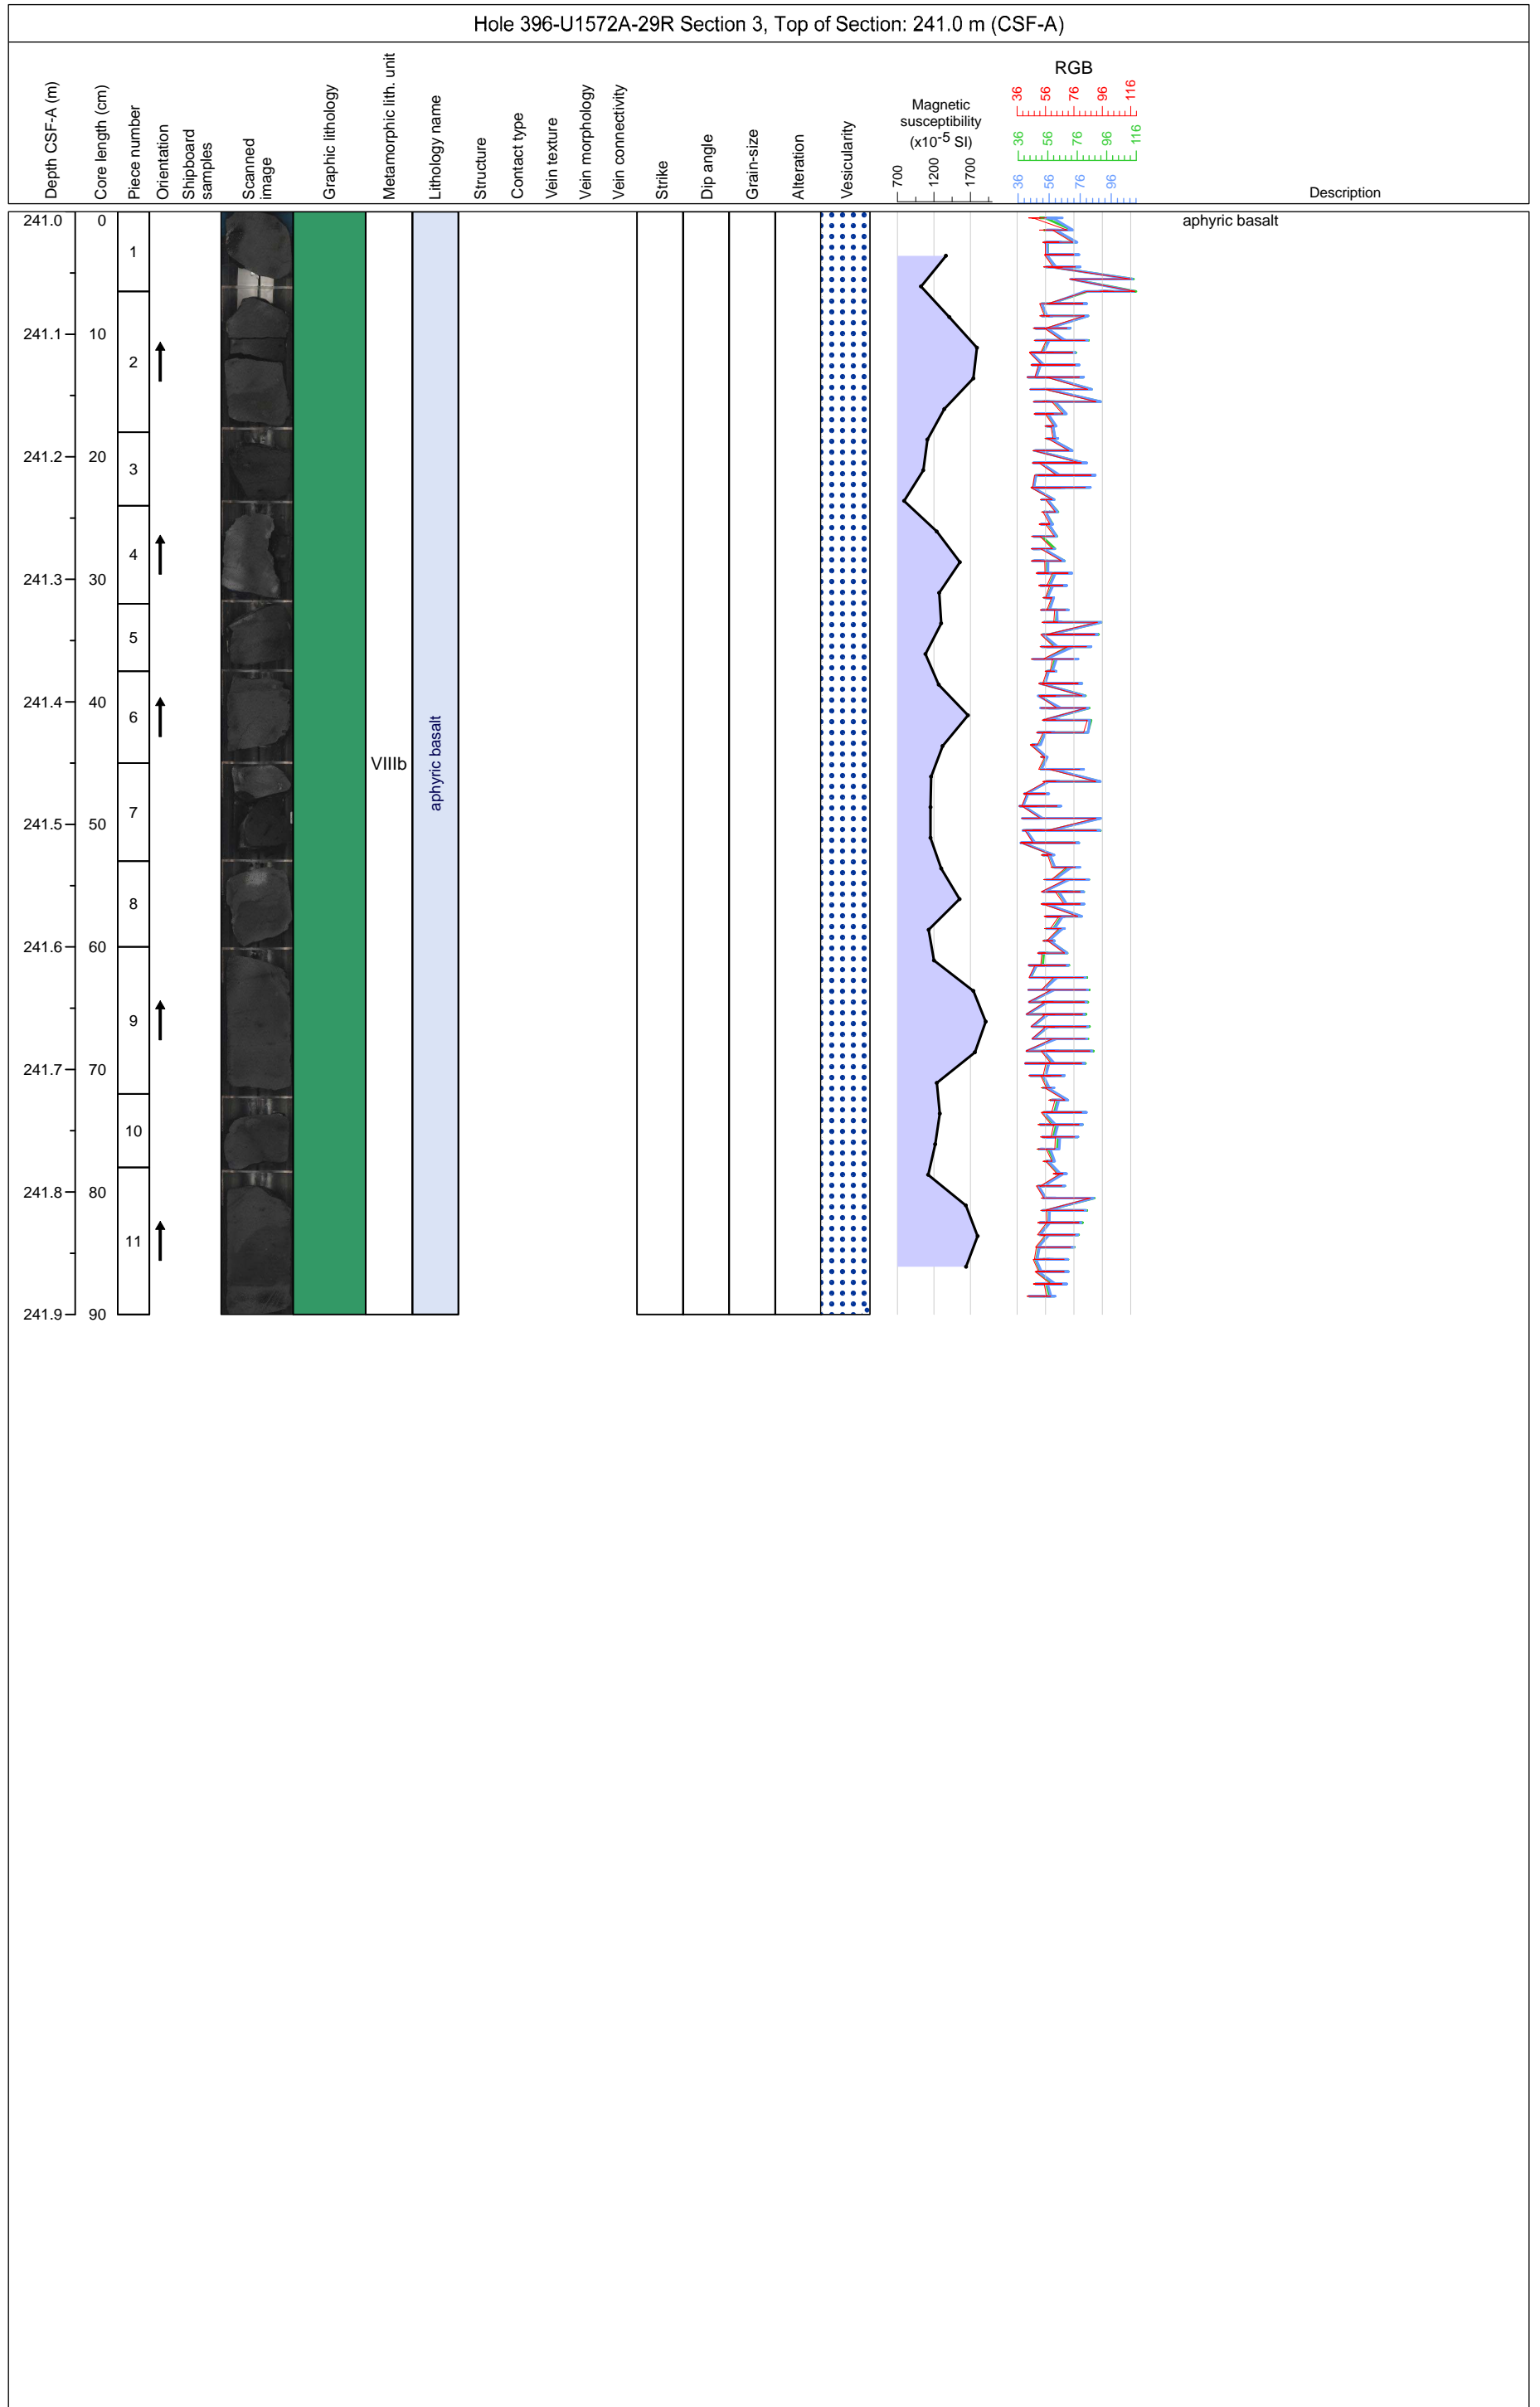 Hole 396-U1572A-29R Section 3, Top of Section: 241.0 m (CSF-A)
Depth CSF-A (m)
Core length (cm)
Piece number
Orientation
Shipboard
samples
Scanned
image
Graphic lithology
Metamorphic lith. unit
Lithology name
Structure
Contact type
Vein texture
Vein morphology
Vein connectivity
Strike
Dip angle
Grain-size
Alteration
Vesicularity
Magnetic
susceptibility
(x10-5 SI)
700 1200 1700
RGB
36 56 76 96 116
36 56 76 96 116
36 56 76 96
Description
241.0 0
aphyric basalt
1
241.1 10
2
241.2 20
3
4
241.3 30
5
241.4 40
6
VIIIb
aphyric basalt
7
241.5 50
8
241.6 60
9
241.7 70
10
241.8 80
11
241.9 90